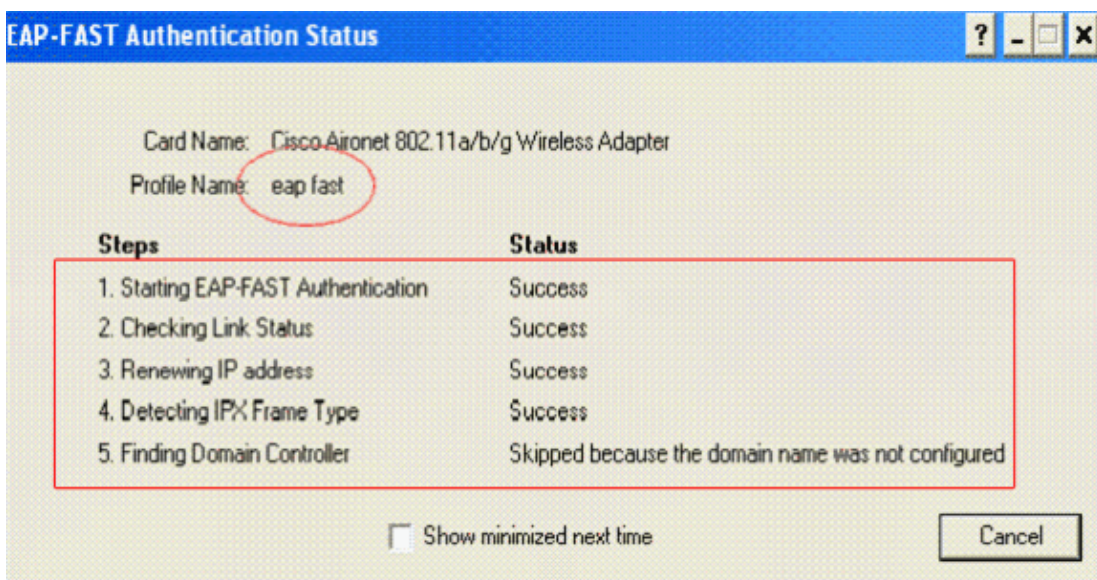 EAP-FAST Authentication Status
Card Name: Cisco Aironet 802.11a/b/g Wireless Adapter
Profile Name: eap fast
Steps Status
1. Starting EAP-FAST Authentication Success
2. Checking Link Status Success
3. Renewing IP address Success
4. Detecting IPX Frame Type Success
5. Finding Domain Controller Skipped because the domain name was not configured
Show minimized next time
Cancel